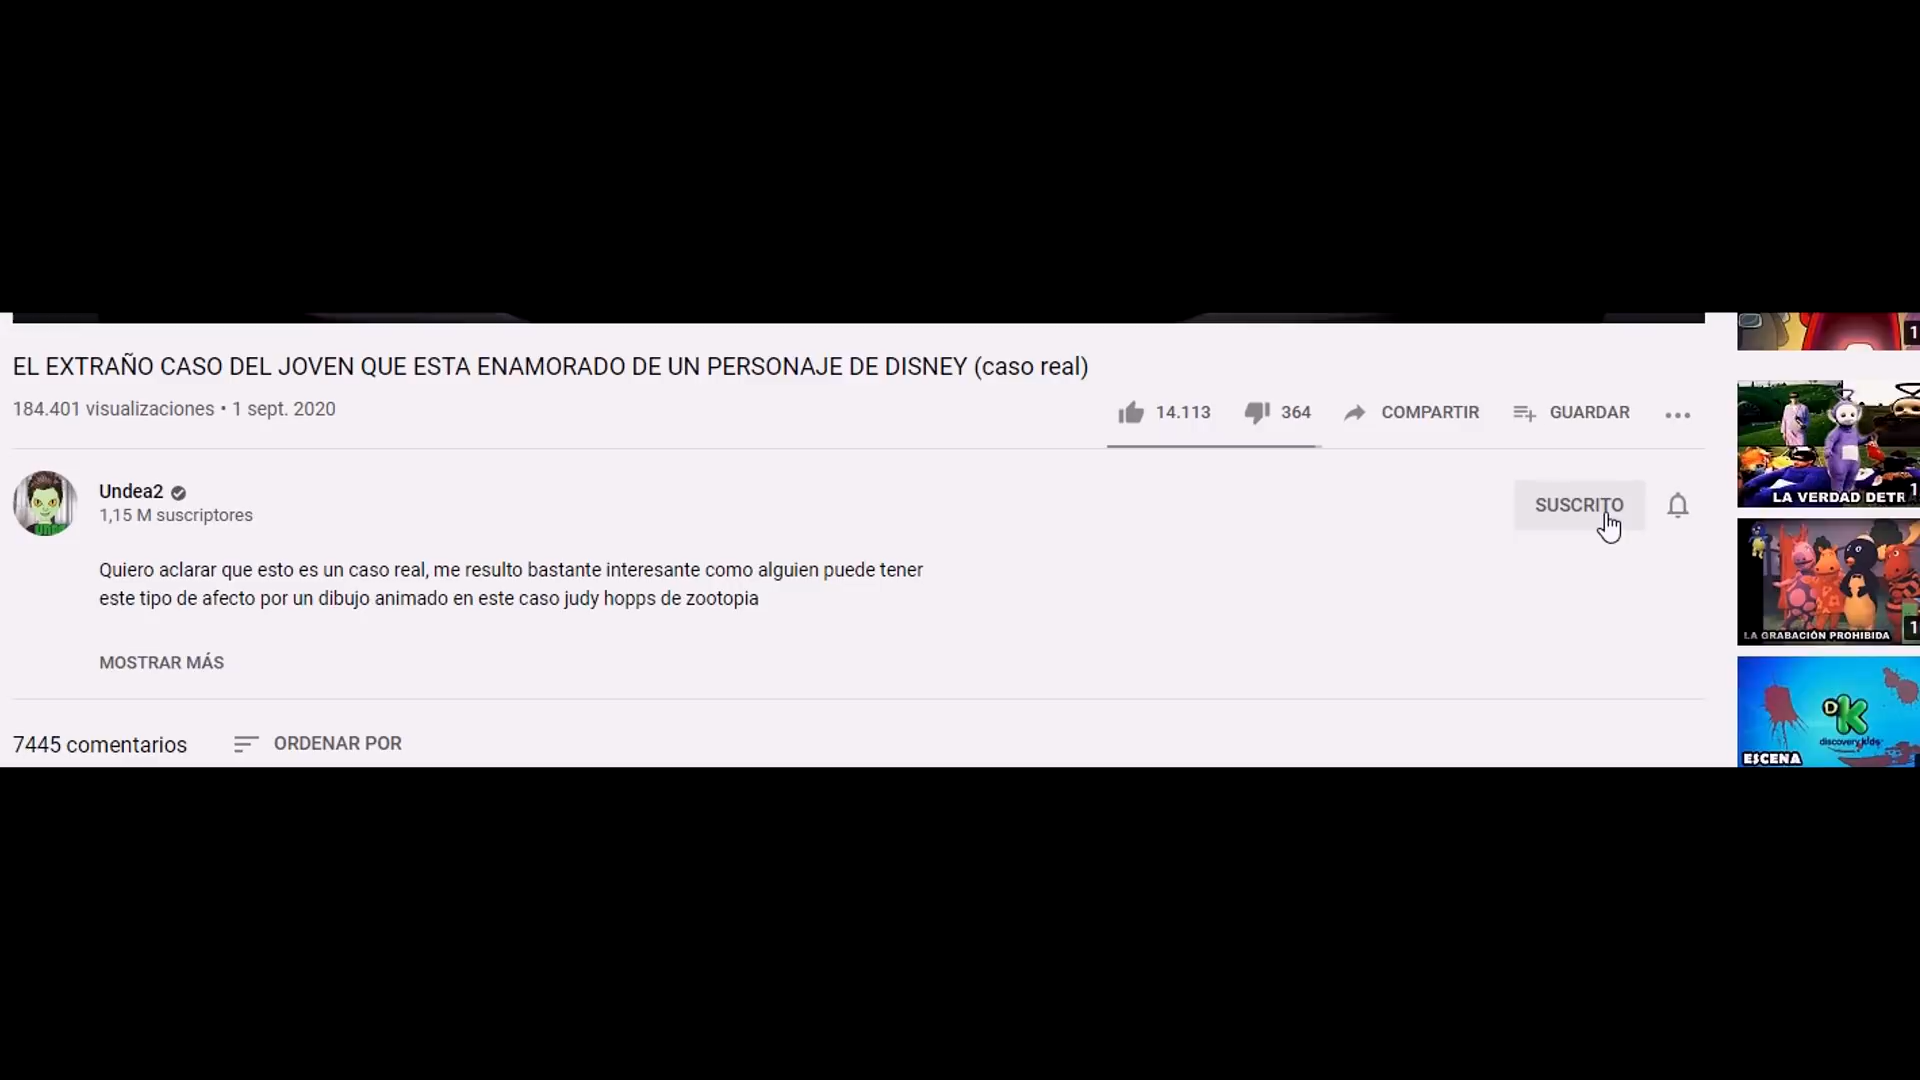 EL EXTRAÑO CASO DEL JOVEN QUE ESTA ENAMORADO DE UN PERSONAJE DE DISNEY (caso real)
184.401 visualizaciones • 1 sept. 2020
14.113
364
COMPARTIR
GUARDAR
Undea2
1,15 M suscriptores
SUSCRITO
Quiero aclarar que esto es un caso real, me resulto bastante interesante como alguien puede tener
este tipo de afecto por un dibujo animado en este caso judy hopps de zootopia
MOSTRAR MÁS
7445 comentarios
ORDENAR POR
1
LA VERDAD DETR
1
LA GRABACIÓN PROHIBIDA
1
DK
discovery kids
ESCENA